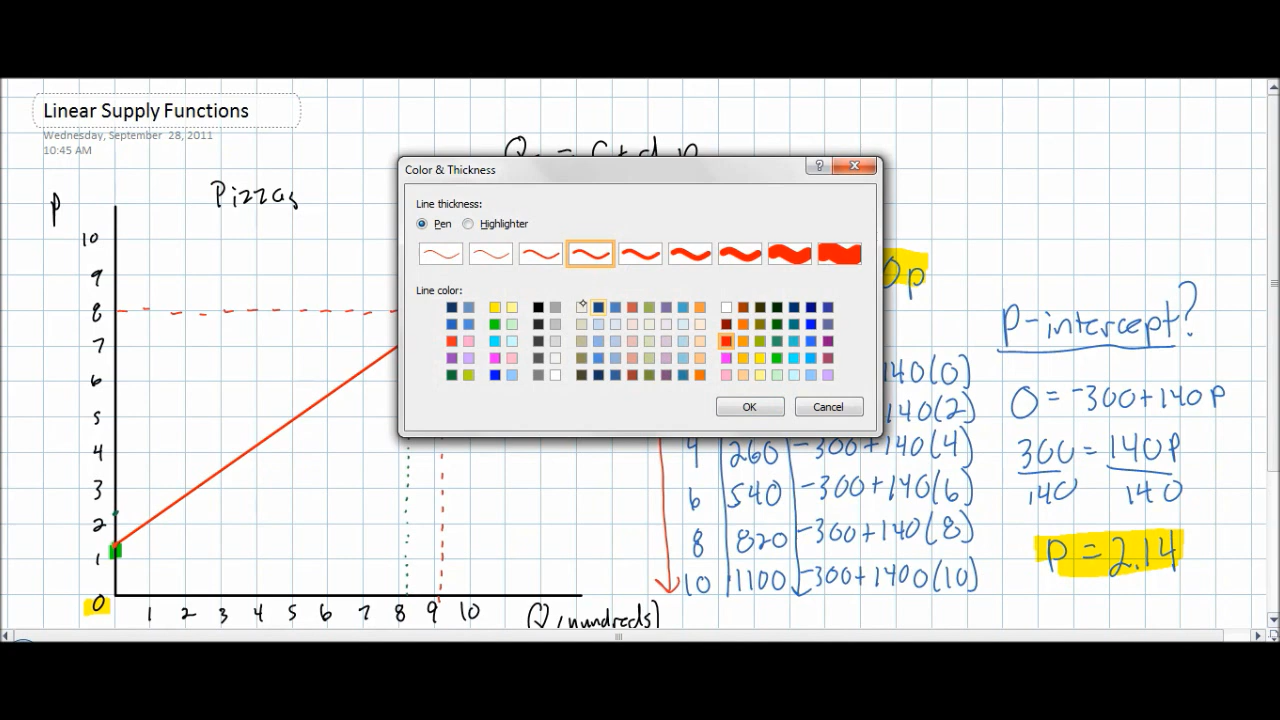 Linear Supply Functions
Wednesday, September 28, 2011
10:45 AM
Pizzas
P
10
9
8
7
6
5
4
3
2
1
0
1 2 3 4 5 6 7 8 9 10
Q (hundreds)
Color & Thickness
Line thickness:
Pen Highlighter
Line color:
OK Cancel
0p
140(0)
140(2)
4 260 -300+140(4)
6 540 -300+140(6)
8 820 -300+140(8)
10 1100 -300+1400(10)
P-intercept?
0 = -300+140P
300 = 140P
140 140
P = 2.14